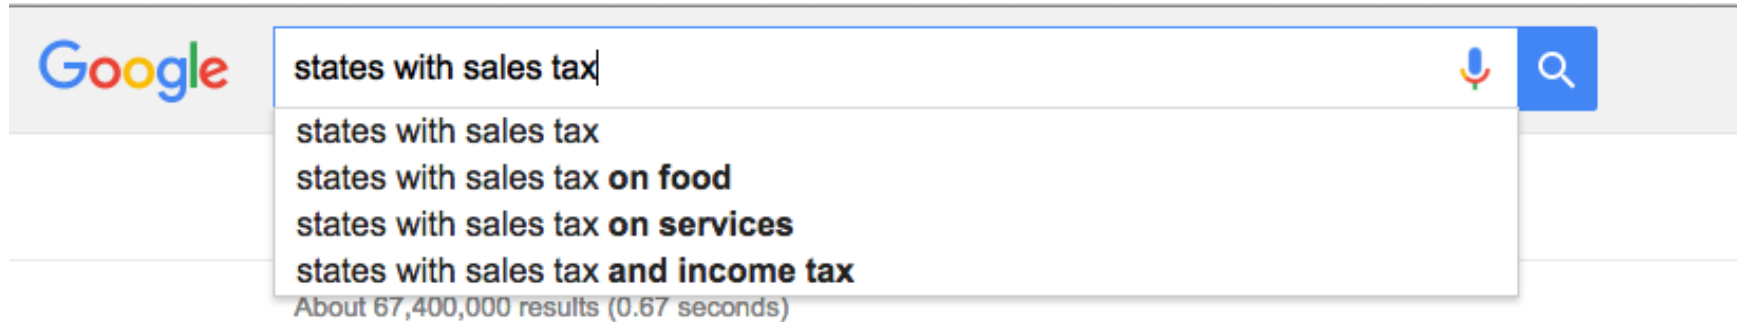 Google
states with sales tax
states with sales tax
states with sales tax on food
states with sales tax on services
states with sales tax and income tax
About 67,400,000 results (0.67 seconds)